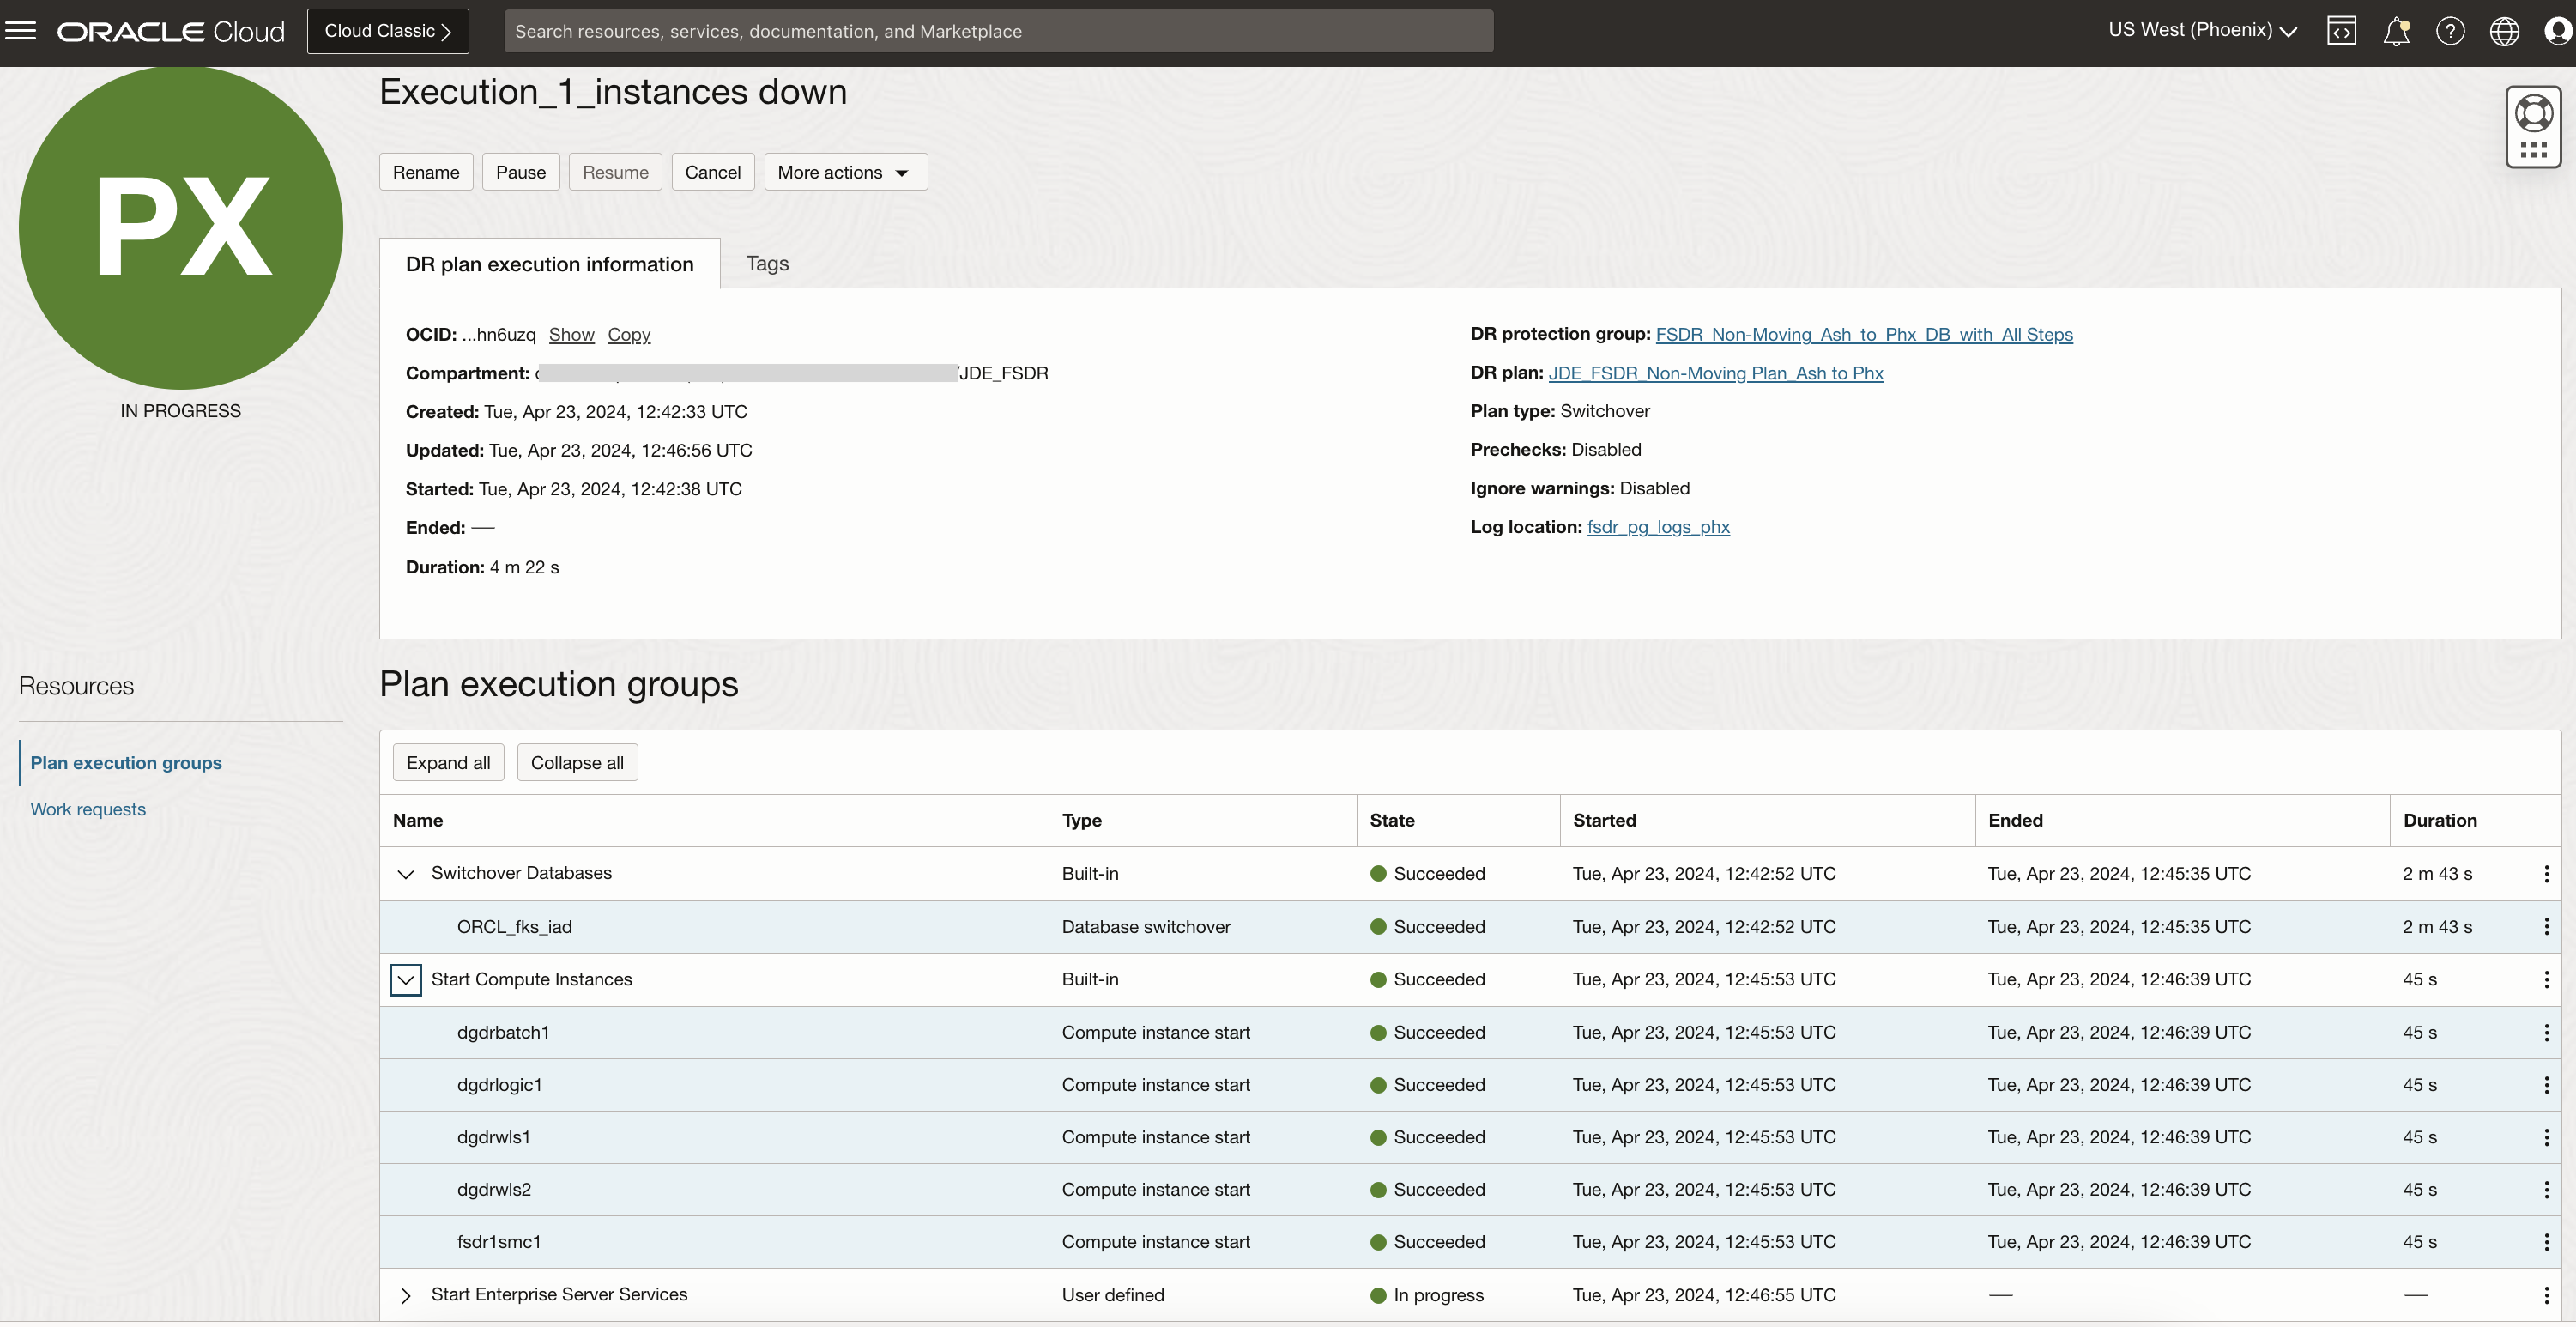 ORACLE Cloud
Cloud Classic
Search resources, services, documentation, and Marketplace
US West (Phoenix)
PX
IN PROGRESS
Execution_1_instances down
Rename Pause Resume Cancel More actions
DR plan execution information Tags
OCID: ...hn6uzq Show Copy
Compartment: /JDE_FSDR
Created: Tue, Apr 23, 2024, 12:42:33 UTC
Updated: Tue, Apr 23, 2024, 12:46:56 UTC
Started: Tue, Apr 23, 2024, 12:42:38 UTC
Ended: —
Duration: 4 m 22 s
DR protection group: FSDR_Non-Moving_Ash_to_Phx_DB_with_All Steps
DR plan: JDE_FSDR_Non-Moving Plan_Ash to Phx
Plan type: Switchover
Prechecks: Disabled
Ignore warnings: Disabled
Log location: fsdr_pg_logs_phx
Resources
Plan execution groups
Work requests
Plan execution groups
Expand all Collapse all
Name Type State Started Ended Duration
Switchover Databases Built-in Succeeded Tue, Apr 23, 2024, 12:42:52 UTC Tue, Apr 23, 2024, 12:45:35 UTC 2 m 43 s
ORCL_fks_iad Database switchover Succeeded Tue, Apr 23, 2024, 12:42:52 UTC Tue, Apr 23, 2024, 12:45:35 UTC 2 m 43 s
Start Compute Instances Built-in Succeeded Tue, Apr 23, 2024, 12:45:53 UTC Tue, Apr 23, 2024, 12:46:39 UTC 45 s
dgdrbatch1 Compute instance start Succeeded Tue, Apr 23, 2024, 12:45:53 UTC Tue, Apr 23, 2024, 12:46:39 UTC 45 s
dgdrlogic1 Compute instance start Succeeded Tue, Apr 23, 2024, 12:45:53 UTC Tue, Apr 23, 2024, 12:46:39 UTC 45 s
dgdrwls1 Compute instance start Succeeded Tue, Apr 23, 2024, 12:45:53 UTC Tue, Apr 23, 2024, 12:46:39 UTC 45 s
dgdrwls2 Compute instance start Succeeded Tue, Apr 23, 2024, 12:45:53 UTC Tue, Apr 23, 2024, 12:46:39 UTC 45 s
fsdr1smc1 Compute instance start Succeeded Tue, Apr 23, 2024, 12:45:53 UTC Tue, Apr 23, 2024, 12:46:39 UTC 45 s
Start Enterprise Server Services User defined In progress Tue, Apr 23, 2024, 12:46:55 UTC — —